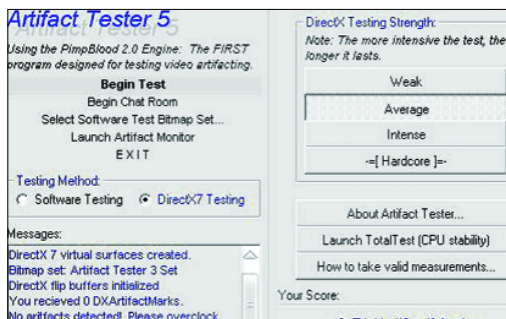 Artifact Tester 5
Using the PimpBlood 2.0 Engine: The FIRST
program designed for testing video artifacting.
Begin Test
Begin Chat Room
Select Software Test Bitmap Set...
Launch Artifact Monitor
EXIT
Testing Method:
Software Testing
DirectX7 Testing
Messages:
DirectX 7 virtual surfaces created.
Bitmap set: Artifact Tester 3 Set
DirectX flip buffers initialized
You recieved 0 DXArtifactMarks.
No aritfacts detected! Please overclock
DirectX Testing Strength:
Note: The more intensive the test, the
longer it lasts.
Weak
Average
Intense
-=[ Hardcore ]=-
About Artifact Tester...
Launch TotalTest (CPU stability)
How to take valid measurements...
Your Score: